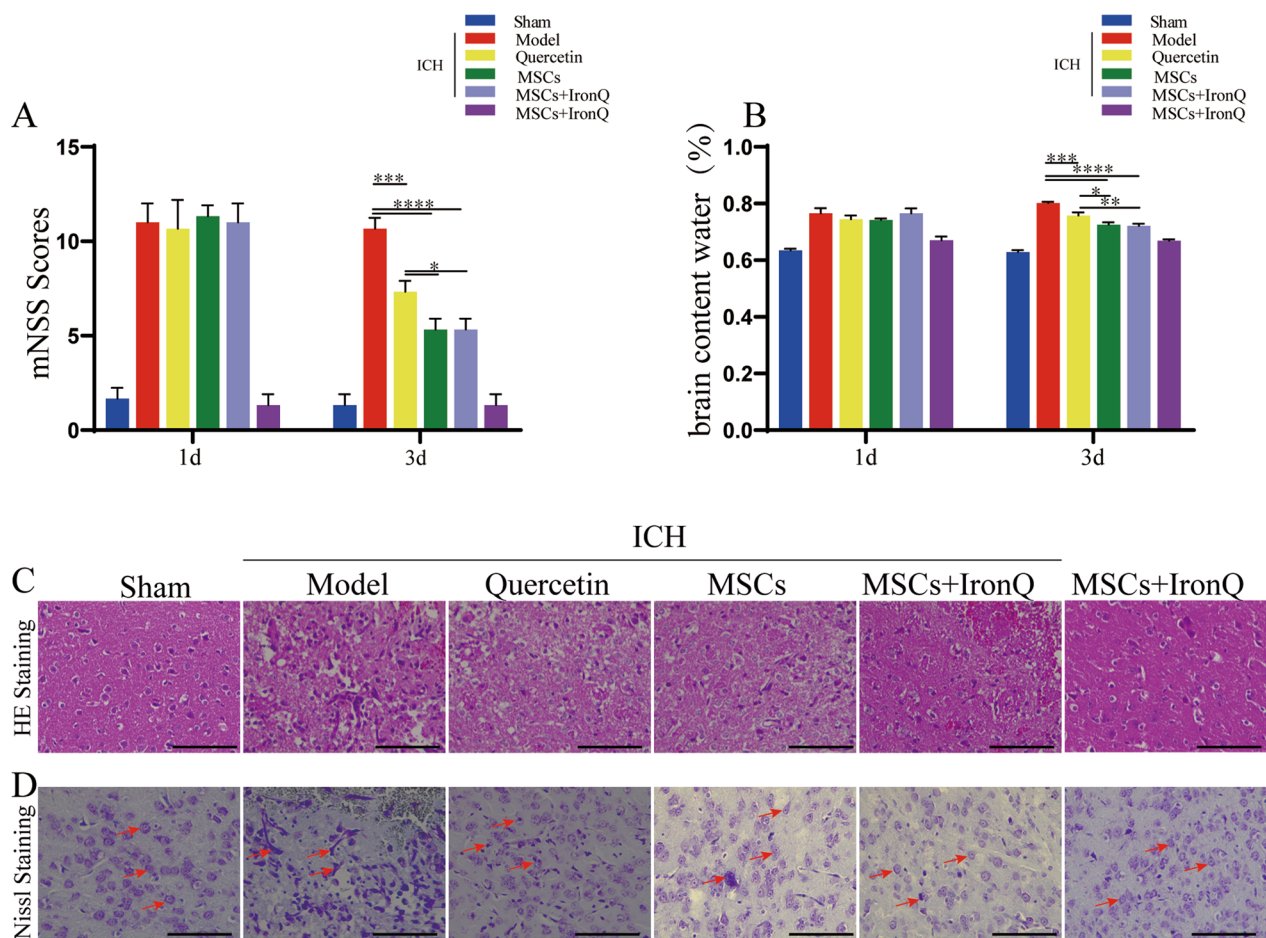 Sham
Model
Quercetin
MSCs
MSCs+IronQ
MSCs+IronQ
ICH
A
mNSS Scores
15
10
5
0
***
****
*
1d
3d
Sham
Model
Quercetin
MSCs
MSCs+IronQ
MSCs+IronQ
ICH
B
brain content water (%)
1.0
0.8
0.6
0.4
0.2
0.0
***
****
*
**
1d
3d
ICH
C
Sham Model Quercetin MSCs MSCs+IronQ MSCs+IronQ
HE Staining
D
Nissl Staining